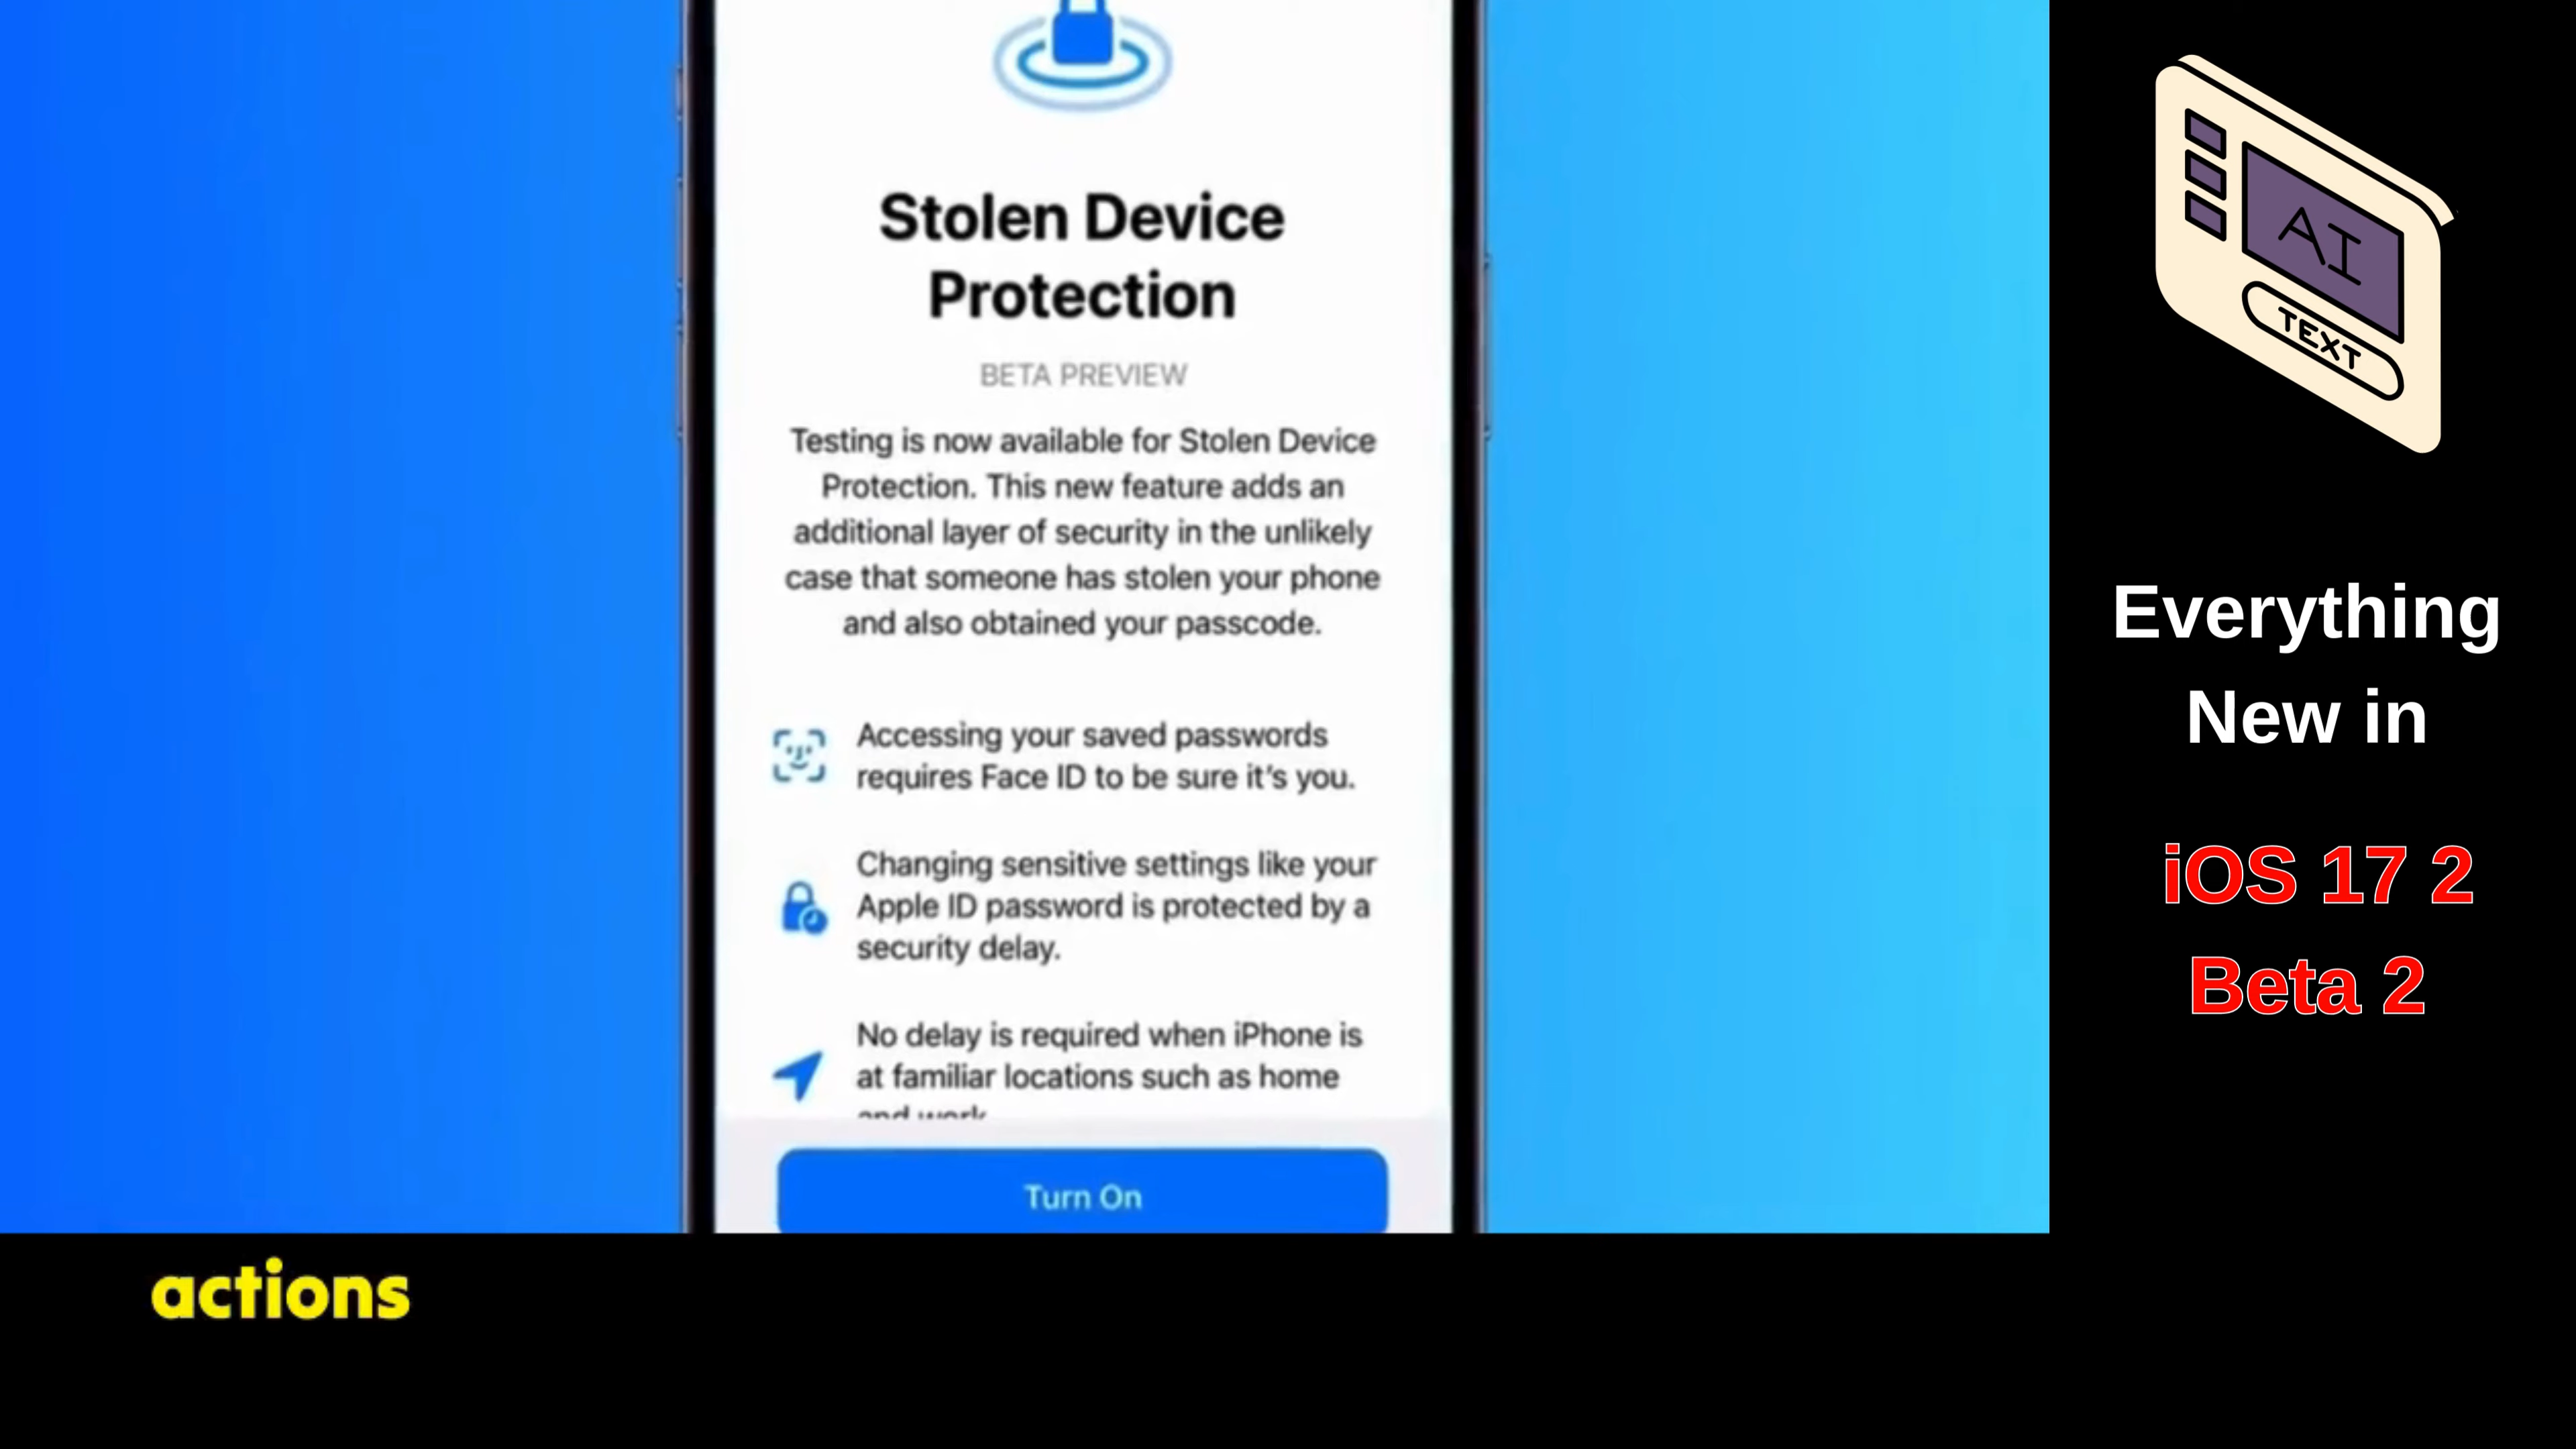 Stolen Device
Protection
BETA PREVIEW
Testing is now available for Stolen Device
Protection. This new feature adds an
additional layer of security in the unlikely
case that someone has stolen your phone
and also obtained your passcode.
Accessing your saved passwords
requires Face ID to be sure it's you.
Changing sensitive settings like your
Apple ID password is protected by a
security delay.
No delay is required when iPhone is
at familiar locations such as home
and work
Turn On
actions
AI
TEXT
Everything
New in
iOS 17 2
Beta 2